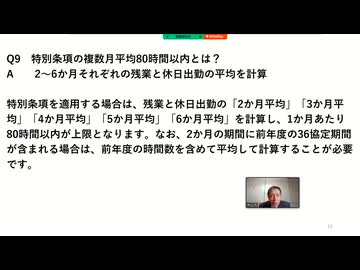 Q9　特別条項の複数月平均80時間以内とは？
A　　2～6か月それぞれの残業と休日出勤の平均を計算
特別条項を適用する場合は、残業と休日出勤の「2か月平均」「3か月平
均」「4か月平均」「5か月平均」「6か月平均」を計算し、1か月あたり
80時間以内が上限となります。なお、2か月の期間に前年度の36協定期間
が含まれる場合は、前年度の時間数を含めて平均して計算することが必要
です。